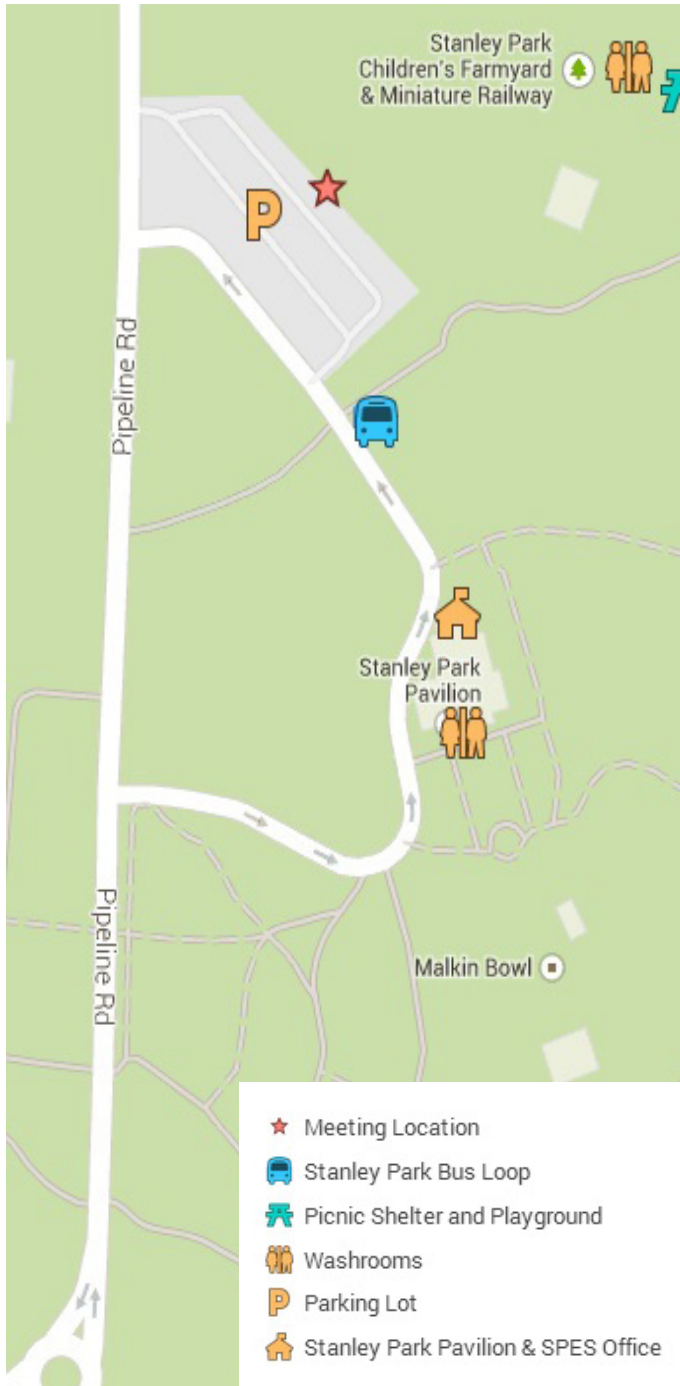 Stanley Park
Children's Farmyard
& Miniature Railway
P
Pipeline Rd
Stanley Park
Pavilion
Pipeline Rd
Malkin Bowl
Meeting Location
Stanley Park Bus Loop
Picnic Shelter and Playground
Washrooms
P Parking Lot
Stanley Park Pavilion & SPES Office